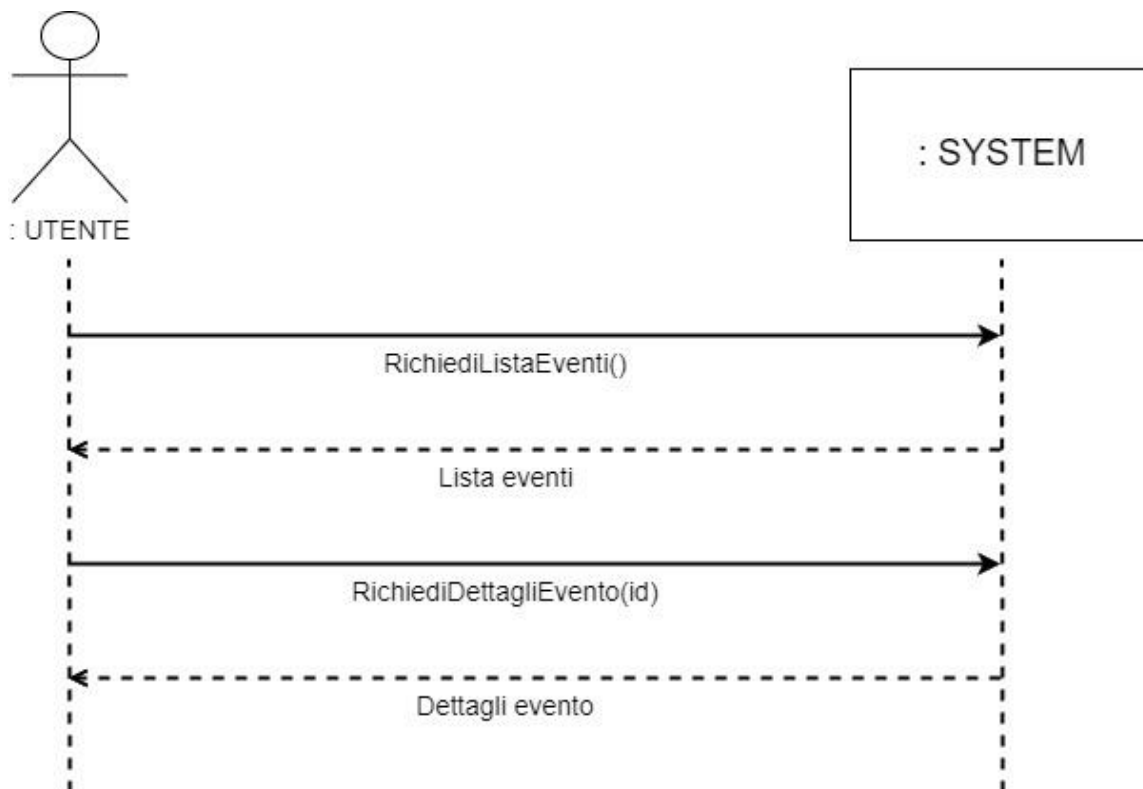 : UTENTE
: SYSTEM
RichiediListaEventi()
Lista eventi
RichiediDettagliEvento(id)
Dettagli evento